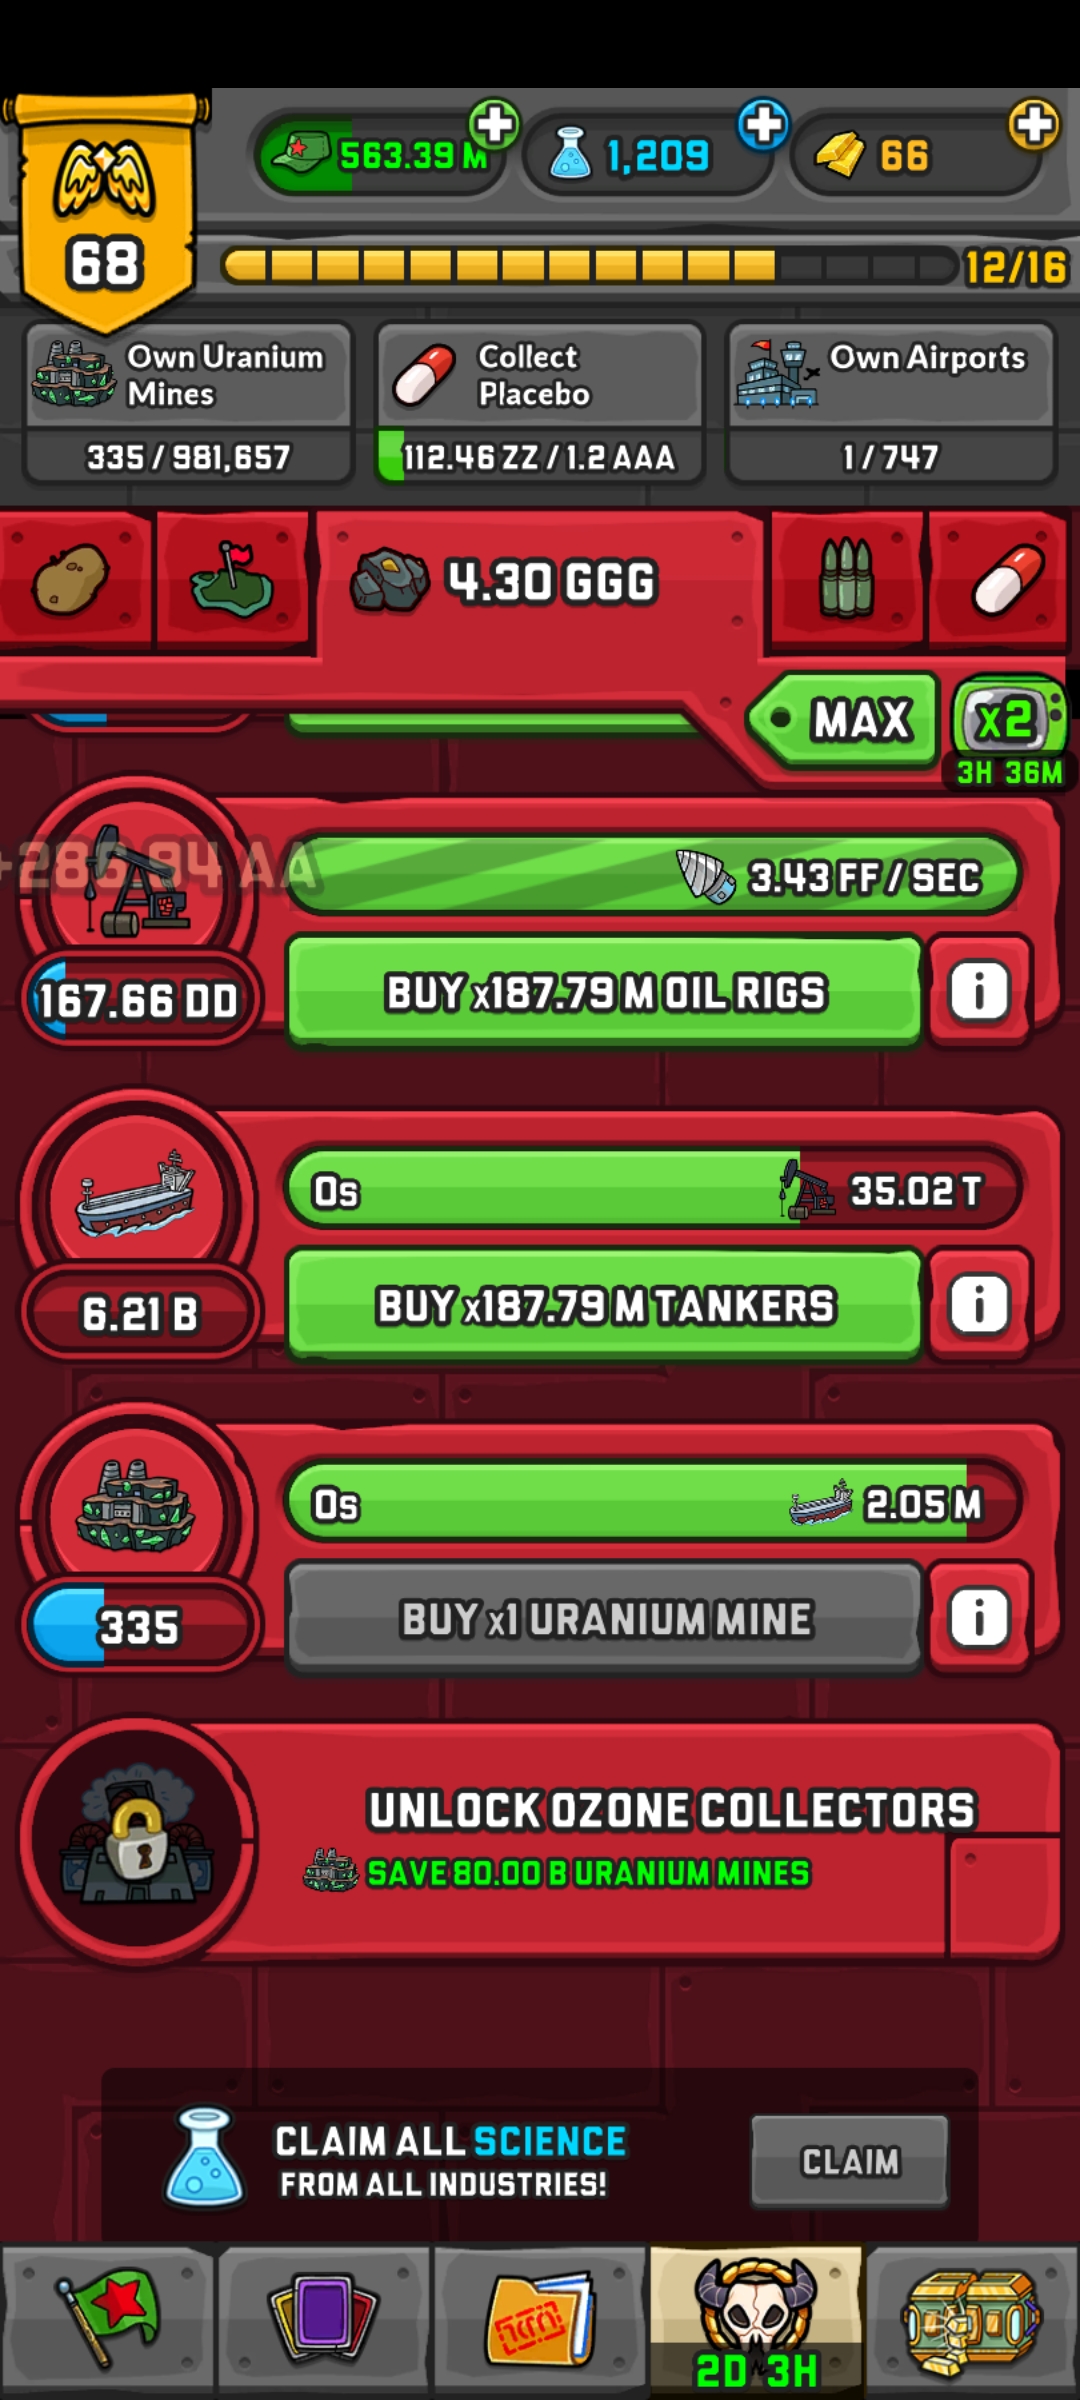 563.39 M
1,209
66
68
12/16
Own Uranium
Mines
335 / 981,657
Collect
Placebo
112.46 ZZ / 1.2 AAA
Own Airports
1 / 747
4.30 GGG
MAX
x2
3H 36M
+286.94 AA
3.43 FF / SEC
167.66 DD
BUY x187.79 M OIL RIGS
i
0s
35.02 T
6.21 B
BUY x187.79 M TANKERS
i
0s
2.05 M
335
BUY x1 URANIUM MINE
i
UNLOCK OZONE COLLECTORS
SAVE 80.00 B URANIUM MINES
CLAIM ALL SCIENCE
FROM ALL INDUSTRIES!
CLAIM
2D 3H